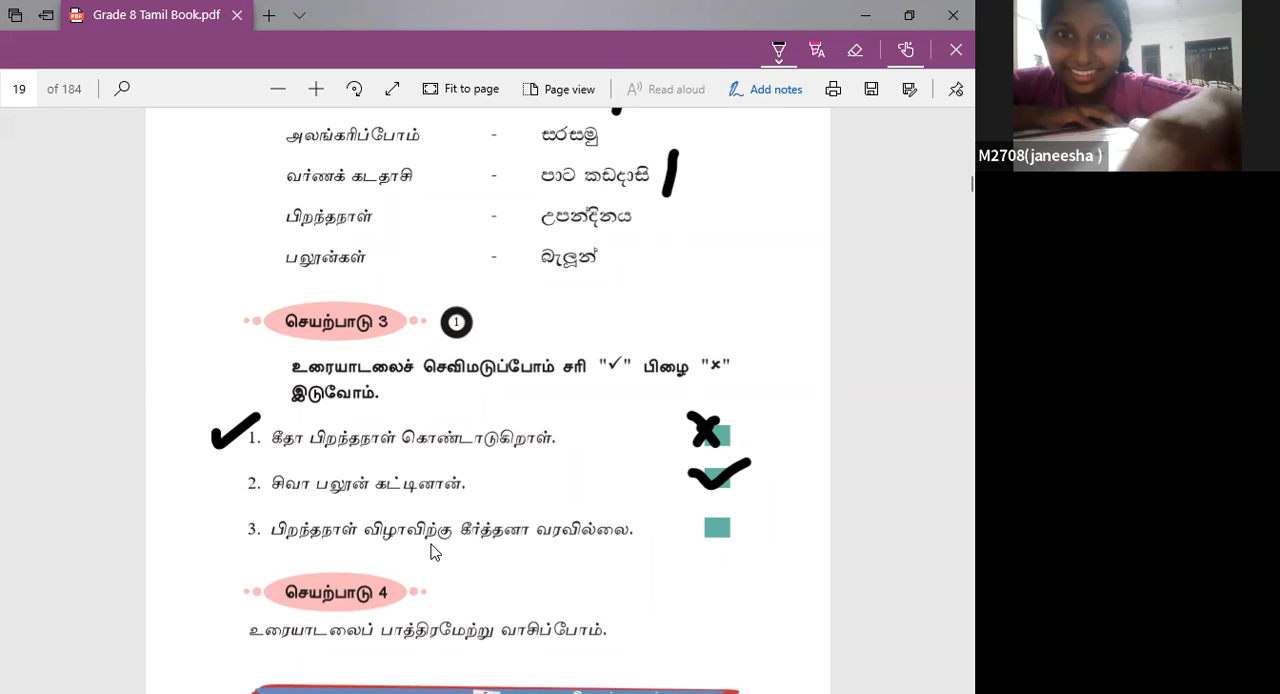 Grade 8 Tamil Book.pdf
19 of 184
Fit to page
Page view
Read aloud
Add notes
M2708(janeesha )
அலங்கரிப்போம் - සරසමු
வர்ணக் கடதாசி - පාට කඩදාසි
பிறந்தநாள் - උපන්දිනය
பலூன்கள் - බැලූන්
செயற்பாடு 3 1
உரையாடலைச் செவிமடுப்போம் சரி "✓" பிழை "×"
இடுவோம்.
1. கீதா பிறந்தநாள் கொண்டாடுகிறாள்.
2. சிவா பலூன் கட்டினான்.
3. பிறந்தநாள் விழாவிற்கு கீர்த்தனா வரவில்லை.
செயற்பாடு 4
உரையாடலைப் பாத்திரமேற்று வாசிப்போம்.